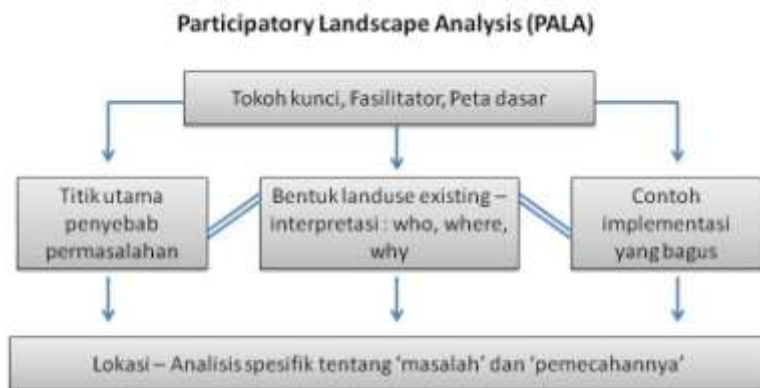 Participatory Landscape Analysis (PALA)
Tokoh kunci, Fasilitator, Peta dasar
Titik utama
penyebab
permasalahan
Bentuk landuse existing –
interpretasi : who, where,
why
Contoh
implementasi
yang bagus
Lokasi – Analisis spesifik tentang ‘masalah’ dan ‘pemecahannya’